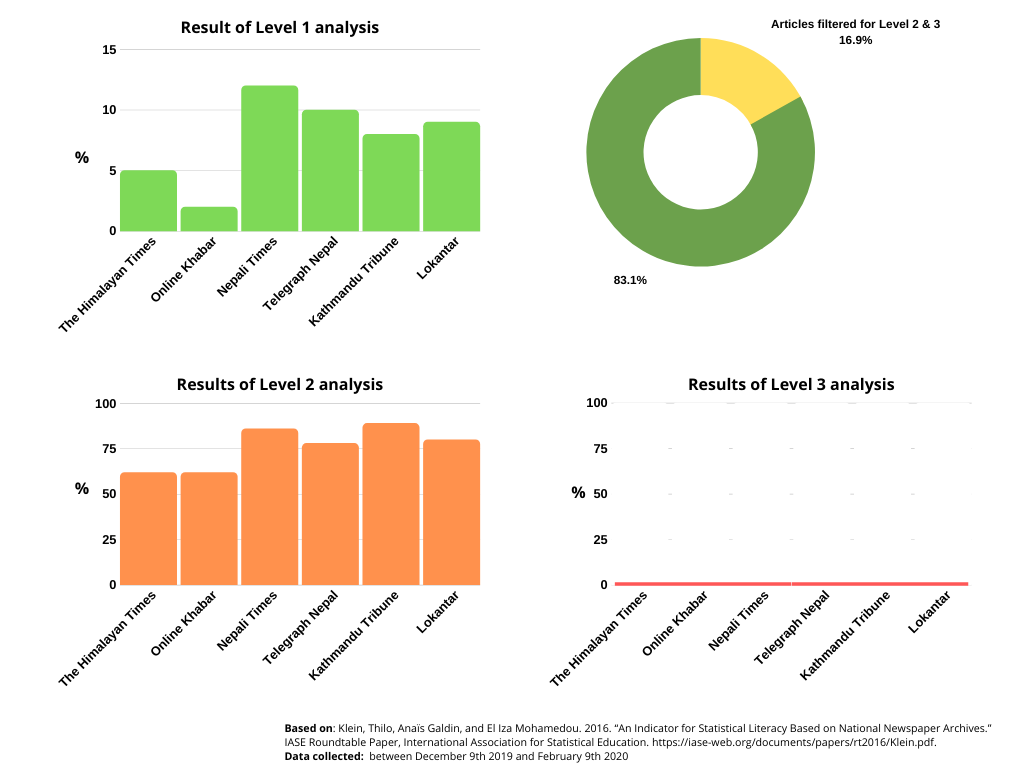 Result of Level 1 analysis
15
10
5
0
%
The Himalayan Times
Online Khabar
Nepali Times
Telegraph Nepal
Kathmandu Tribune
Lokantar
Articles filtered for Level 2 & 3
16.9%
83.1%
Results of Level 2 analysis
100
75
50
25
0
%
The Himalayan Times
Online Khabar
Nepali Times
Telegraph Nepal
Kathmandu Tribune
Lokantar
Results of Level 3 analysis
100
75
50
25
0
%
The Himalayan Times
Online Khabar
Nepali Times
Telegraph Nepal
Kathmandu Tribune
Lokantar
Based on: Klein, Thilo, Anaïs Galdin, and El Iza Mohamedou. 2016. “An Indicator for Statistical Literacy Based on National Newspaper Archives.”
IASE Roundtable Paper, International Association for Statistical Education. https://iase-web.org/documents/papers/rt2016/Klein.pdf.
Data collected: between December 9th 2019 and February 9th 2020